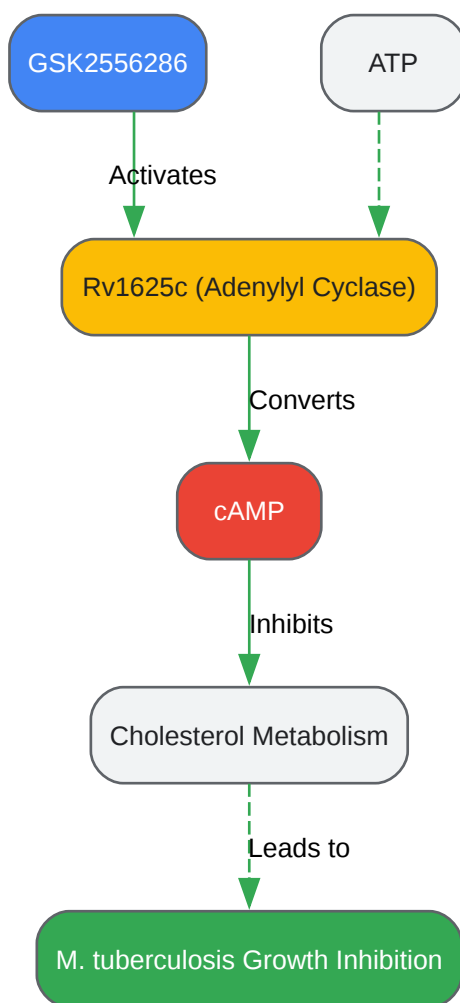 GSK2556286
ATP
Activates
Rv1625c (Adenylyl Cyclase)
Converts
cAMP
Inhibits
Cholesterol Metabolism
Leads to
M. tuberculosis Growth Inhibition